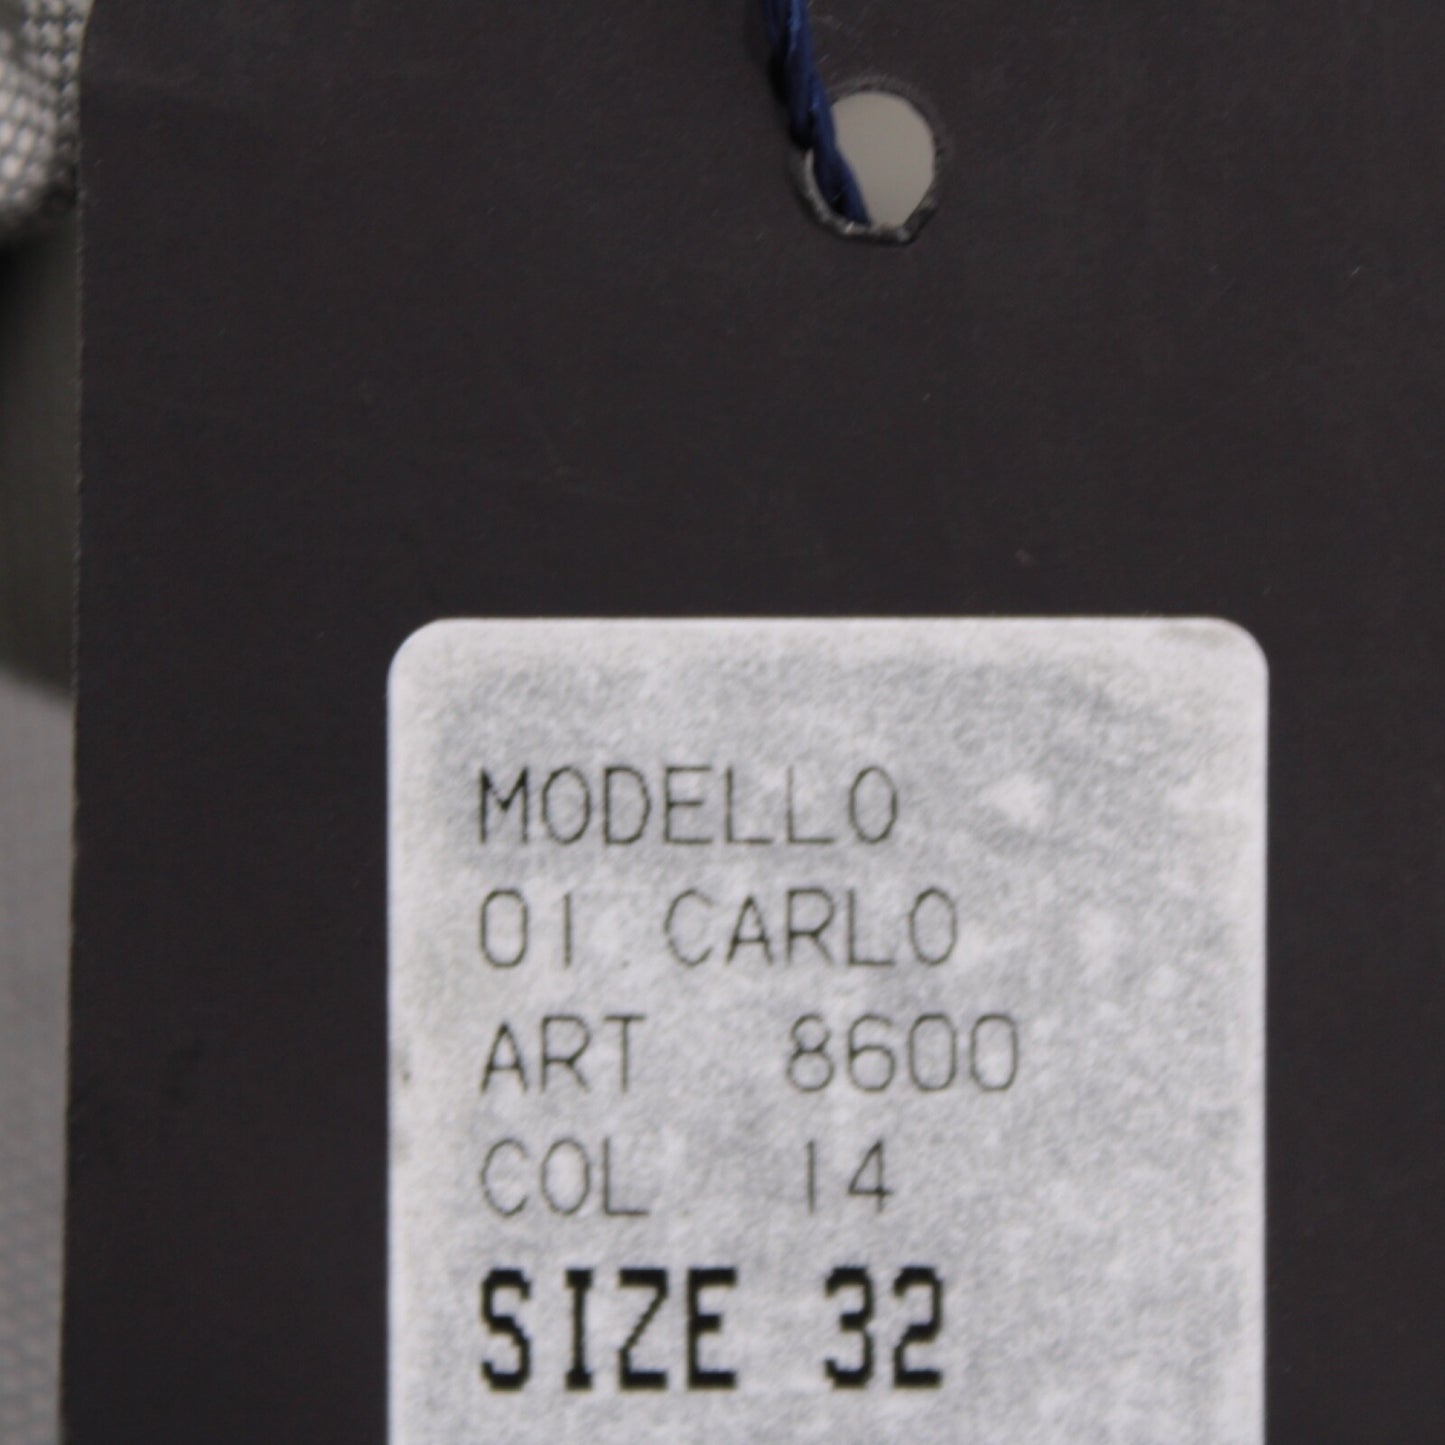 MODELLO
01 CARLO
ART 8600
COL 14
SIZE 32